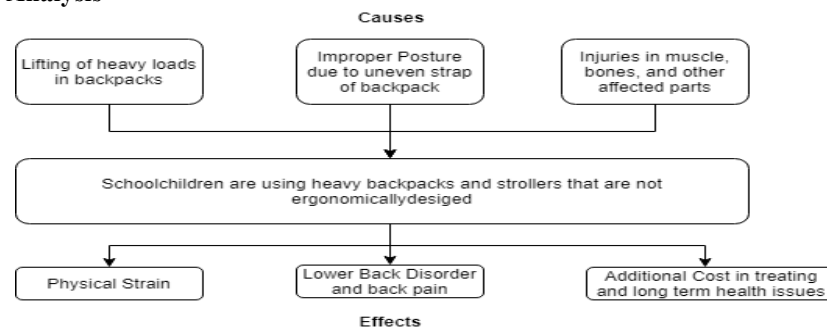 Analysis
Causes
Lifting of heavy loads
in backpacks
Improper Posture
due to uneven strap
of backpack
Injuries in muscle,
bones, and other
affected parts
Schoolchildren are using heavy backpacks and strollers that are not
ergonomicallydesiged
Physical Strain
Lower Back Disorder
and back pain
Additional Cost in treating
and long term health issues
Effects